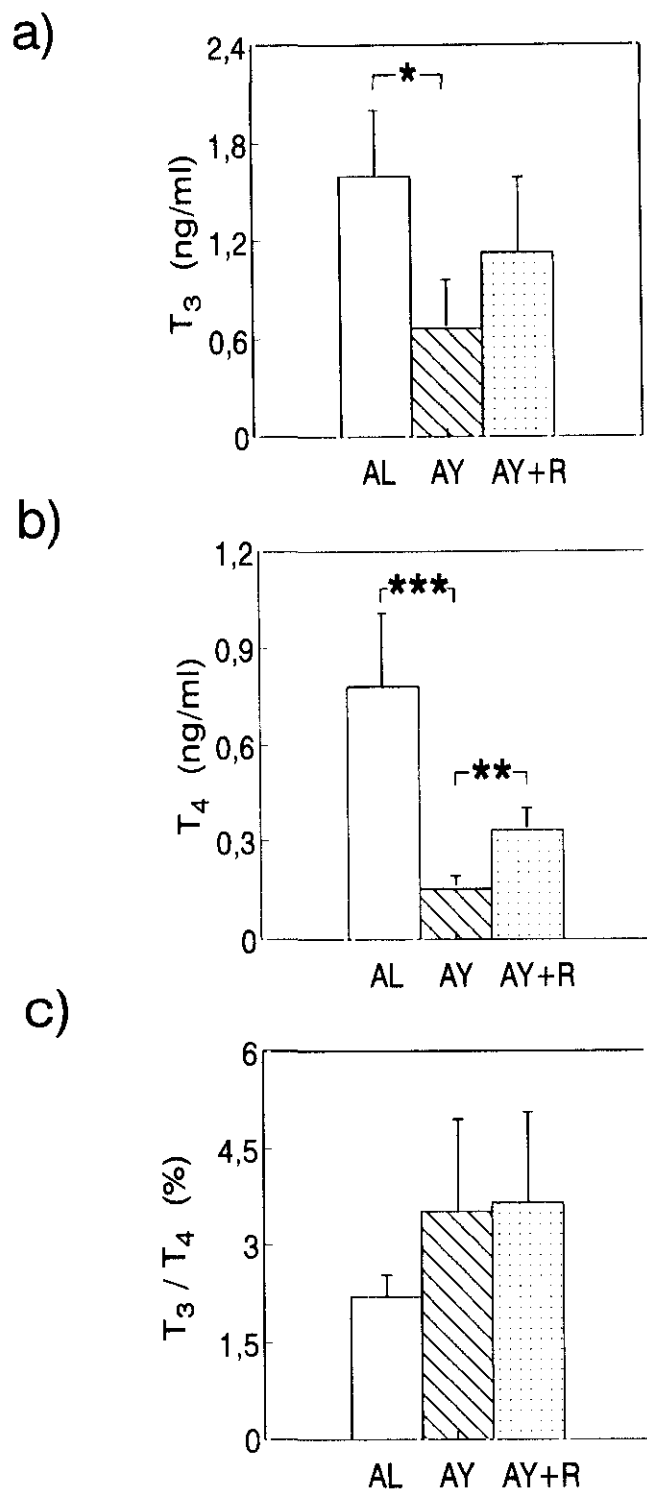 a)
2,4
1,8
1,2
0,6
0
T₃ (ng/ml)
*
AL AY AY+R
b)
1,2
0,9
0,6
0,3
0
T₄ (ng/ml)
***
**
AL AY AY+R
c)
6
4,5
3
1,5
0
T₃ / T₄ (%)
AL AY AY+R